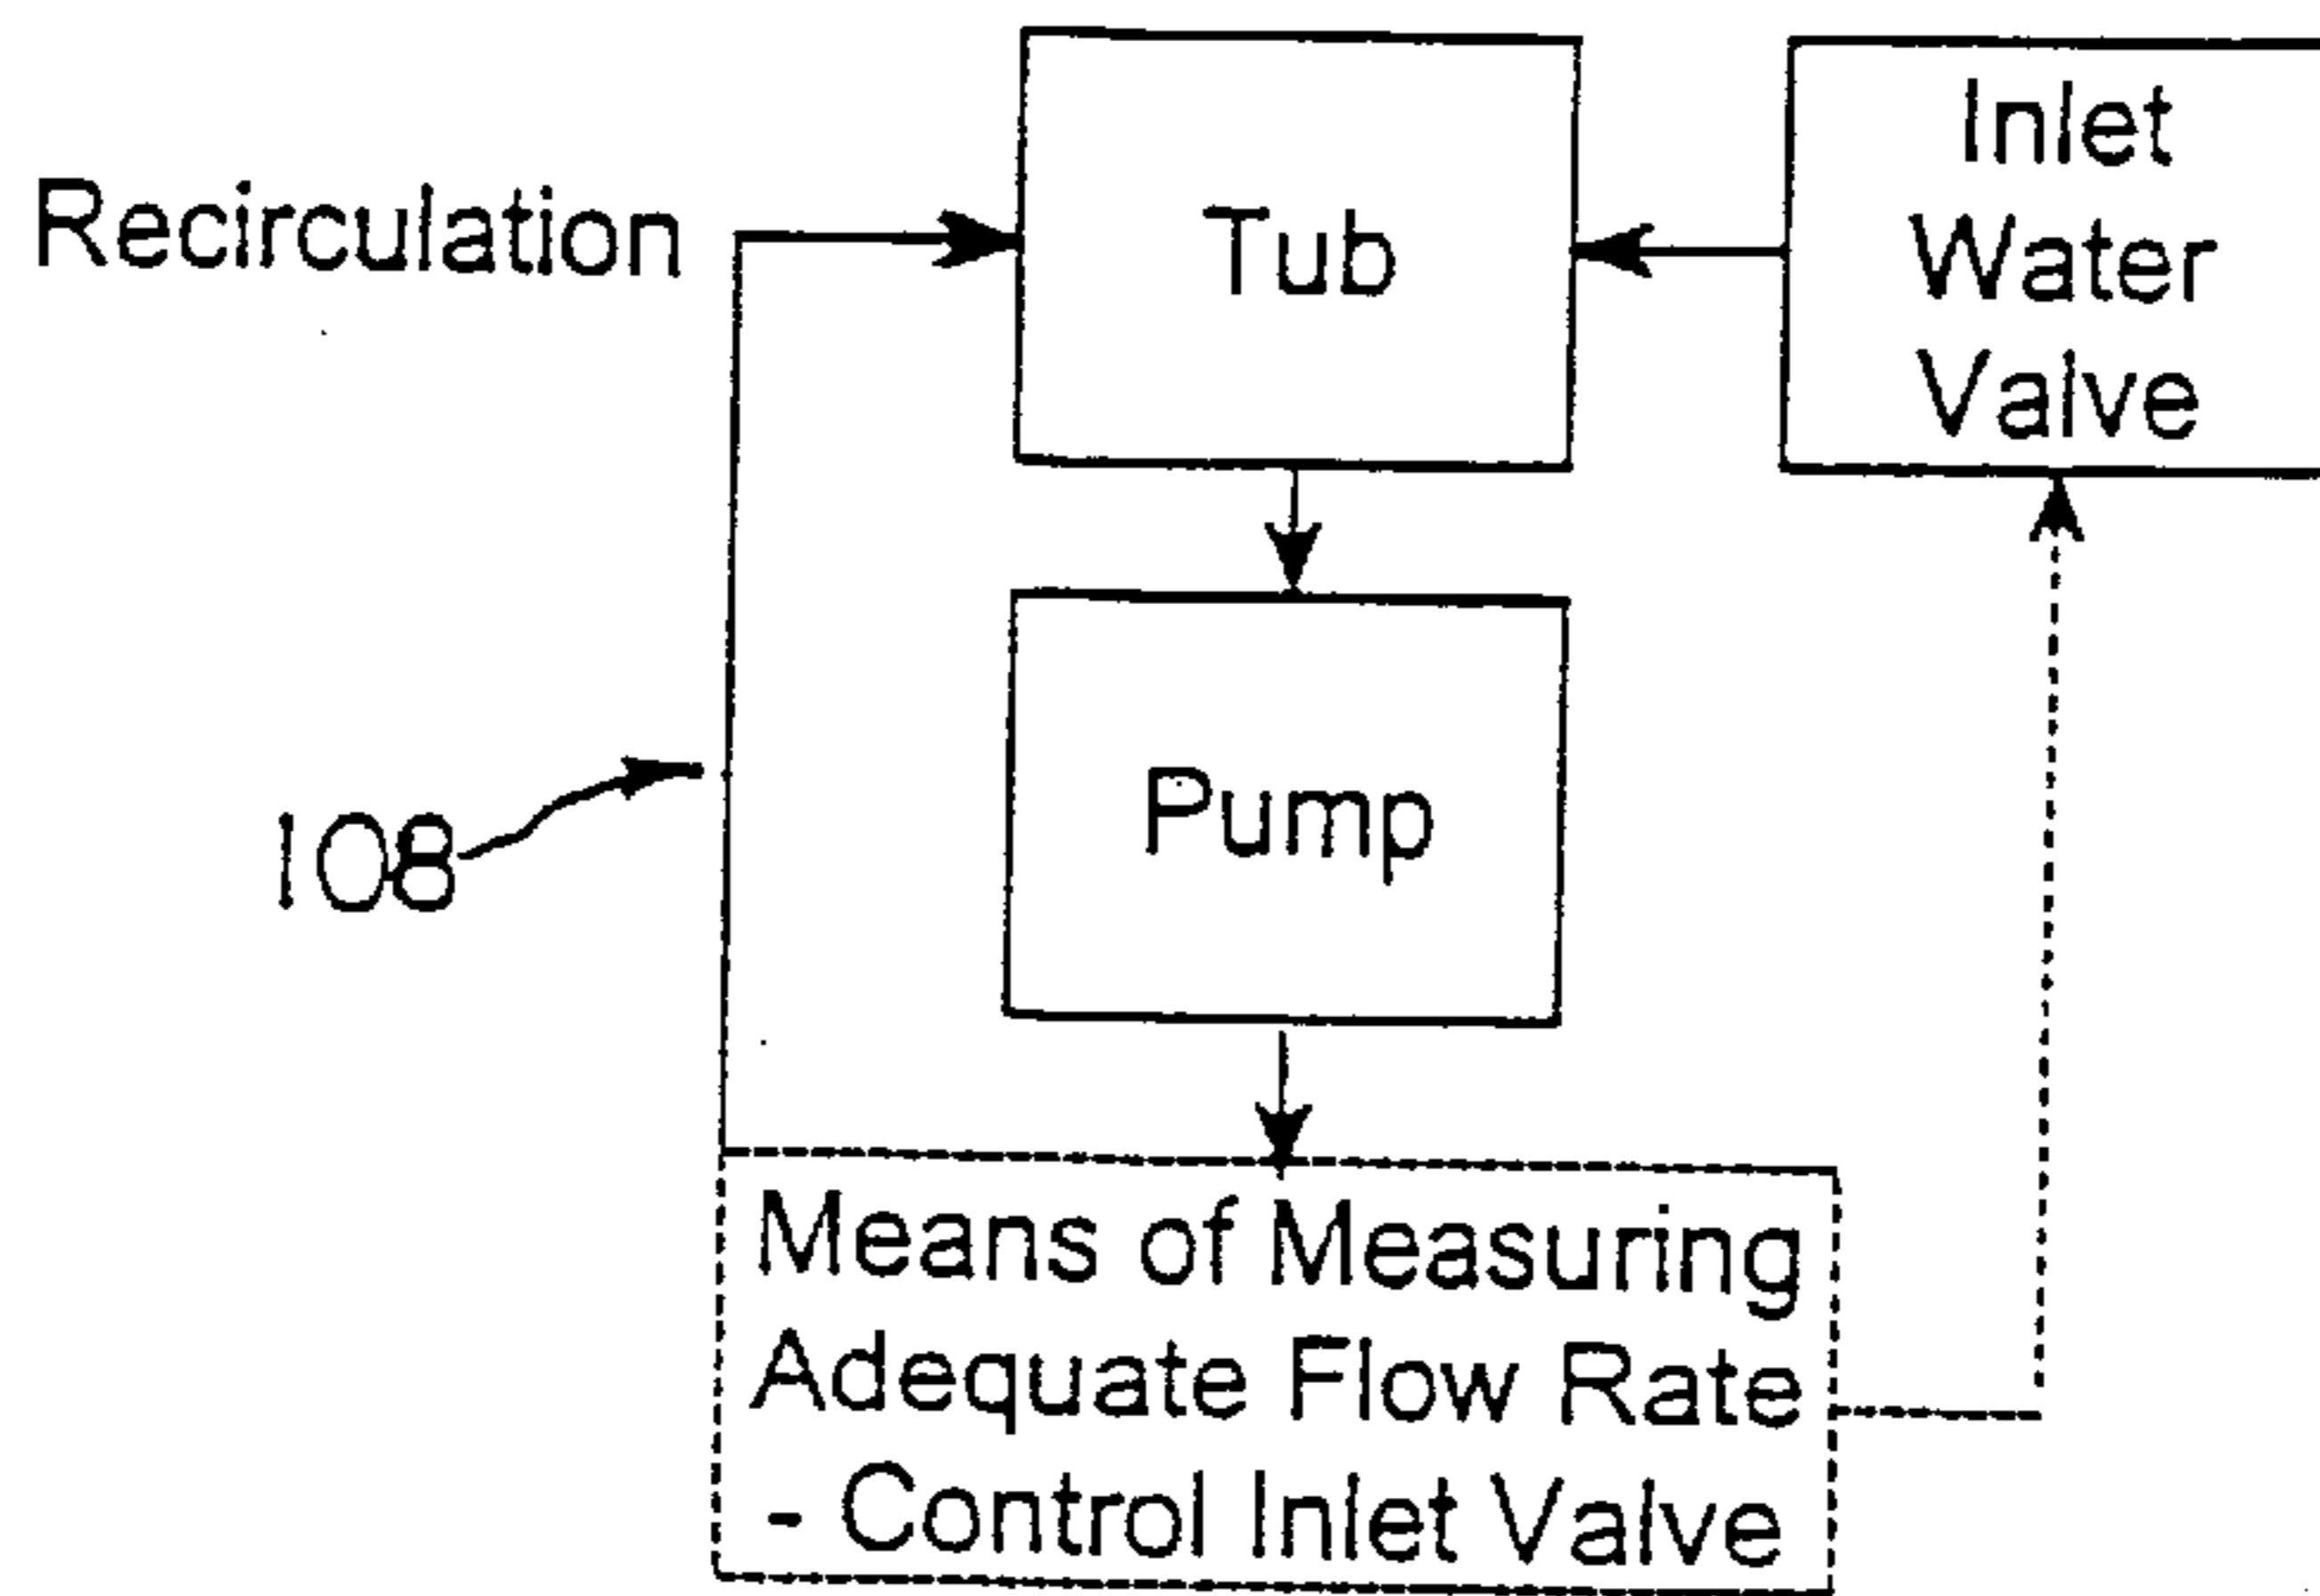 Recirculation
Tub
Inlet
Water
Valve
Pump
108
Means of Measuring
Adequate Flow Rate
- Control Inlet Valve